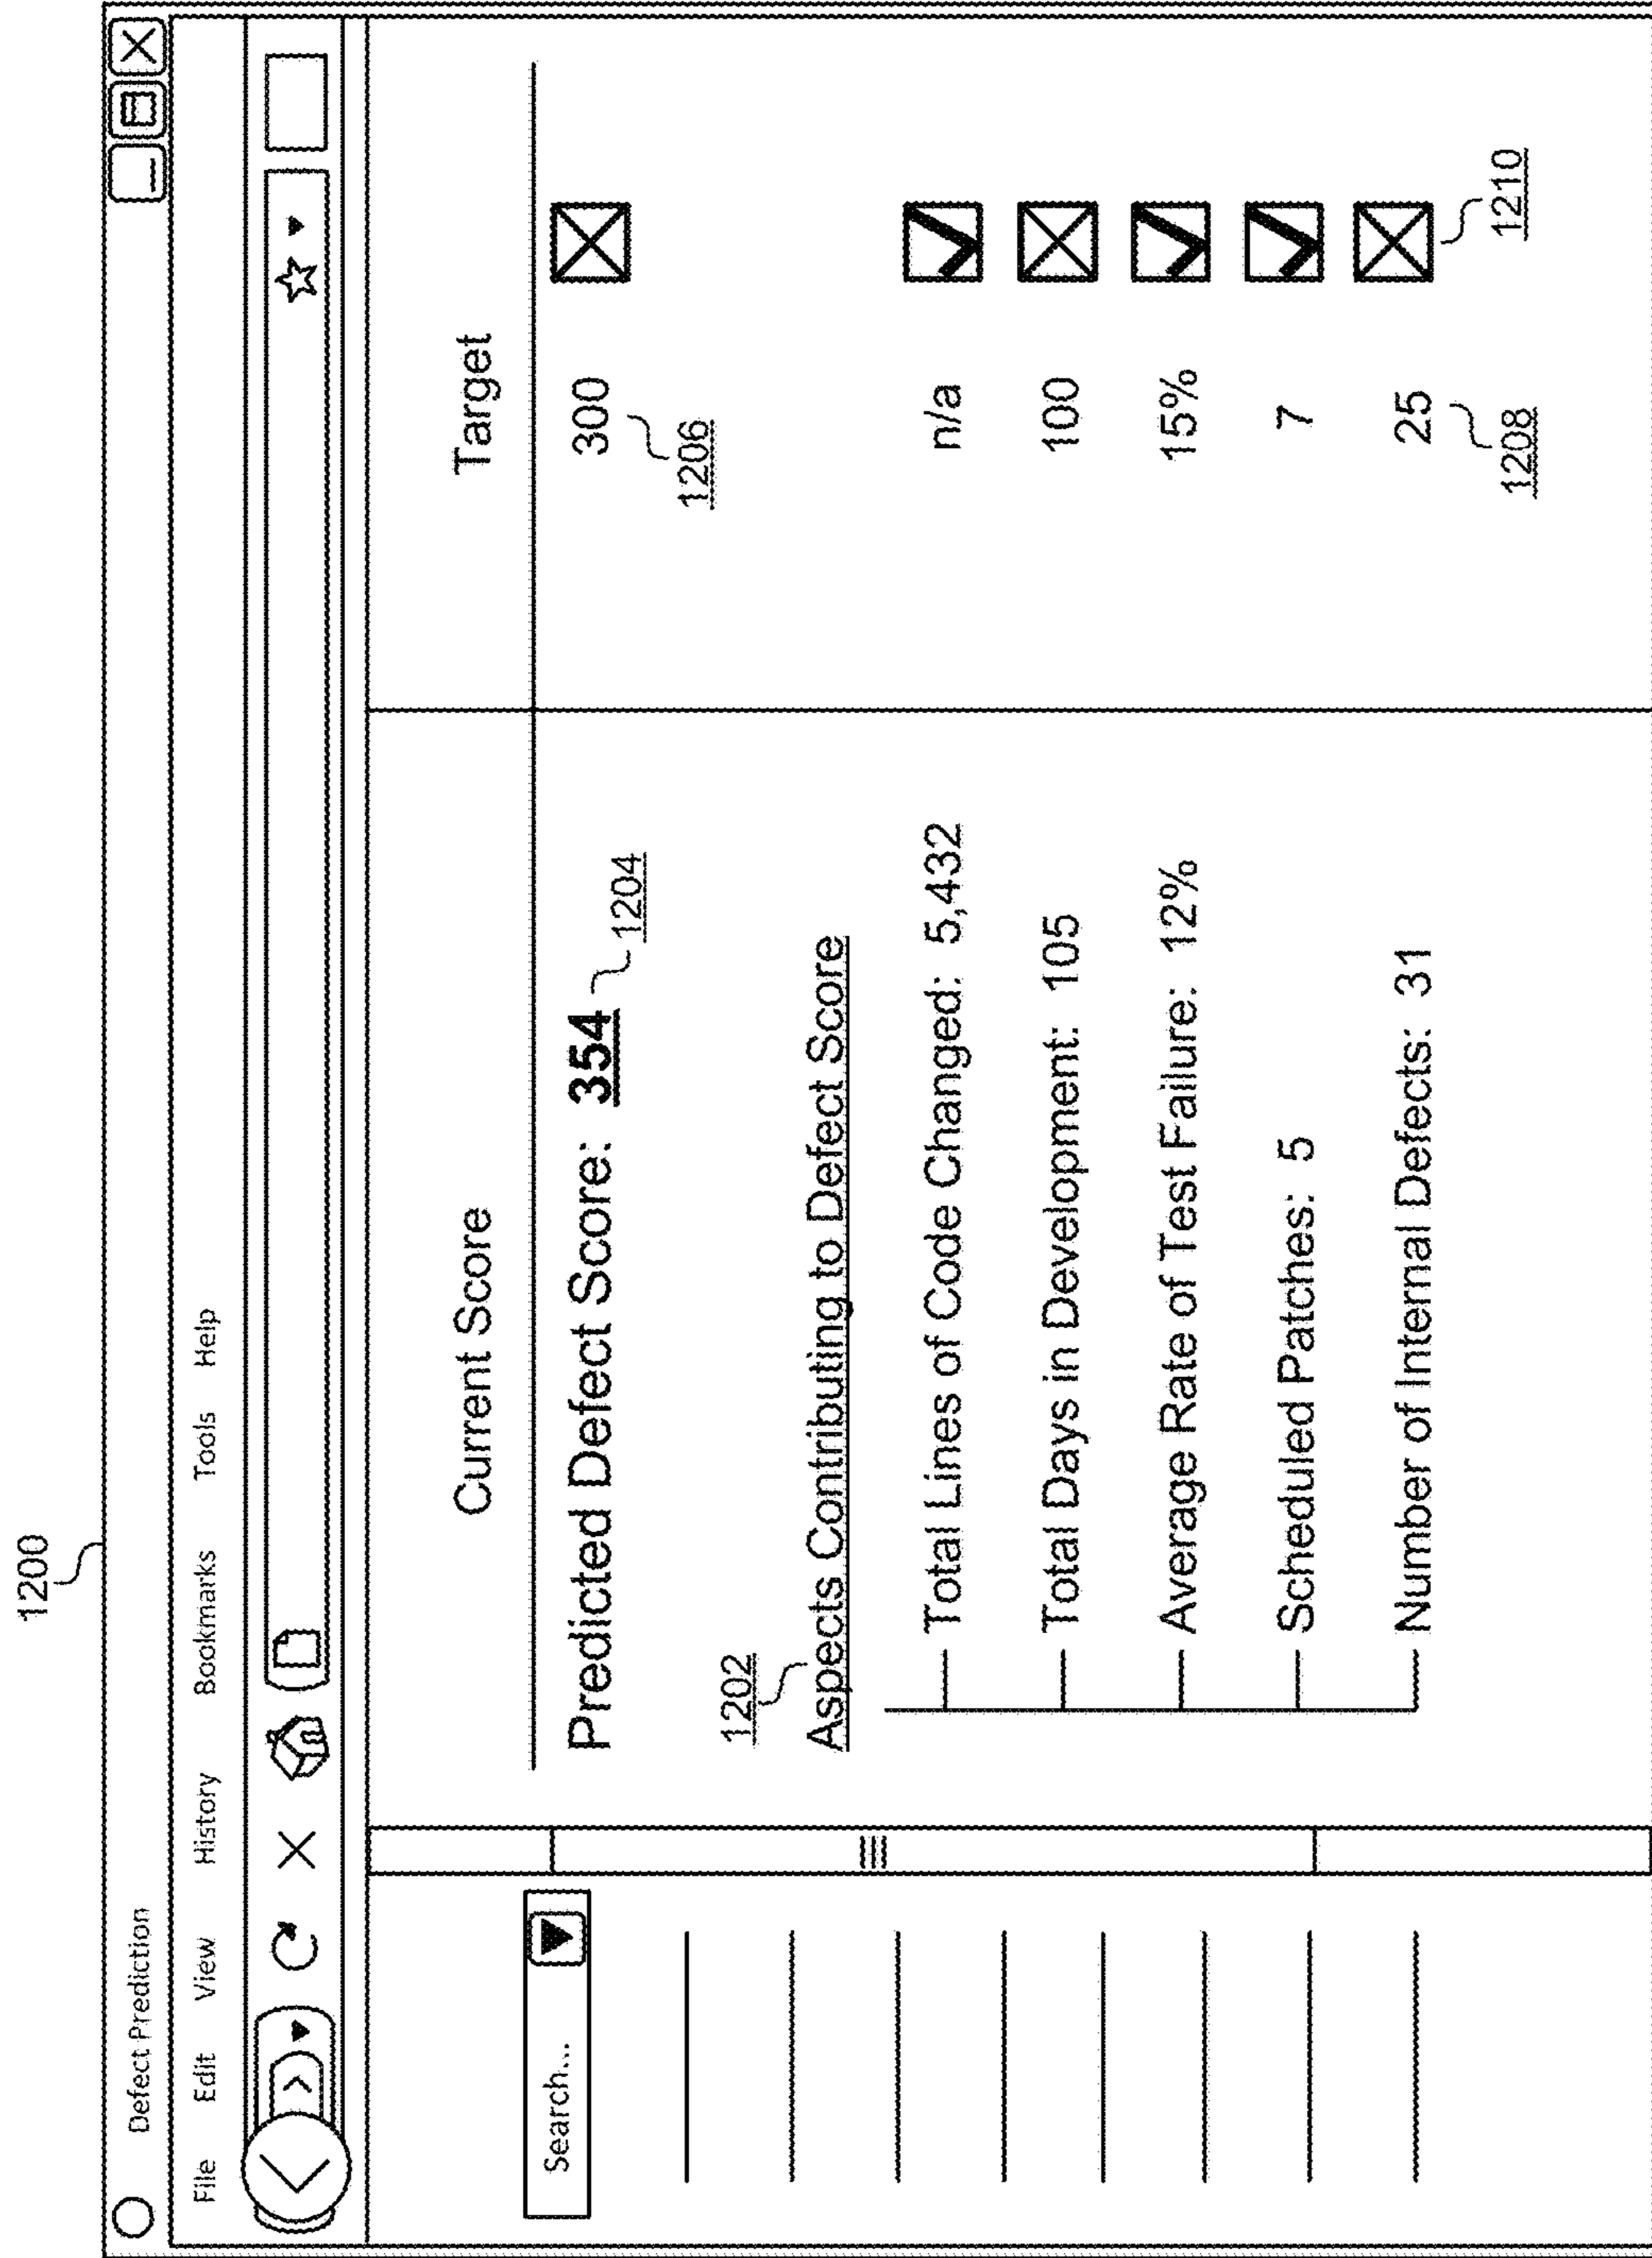 1200
Defect Prediction
File Edit View History Bookmarks Tools Help
Search...
Current Score Target
Predicted Defect Score: 354 300
1204
1206
1202
Aspects Contributing to Defect Score
Total Lines of Code Changed: 5,432 n/a
Total Days in Development: 105 100
Average Rate of Test Failure: 12% 15%
Scheduled Patches: 5 7
Number of Internal Defects: 31 25
1208
1210